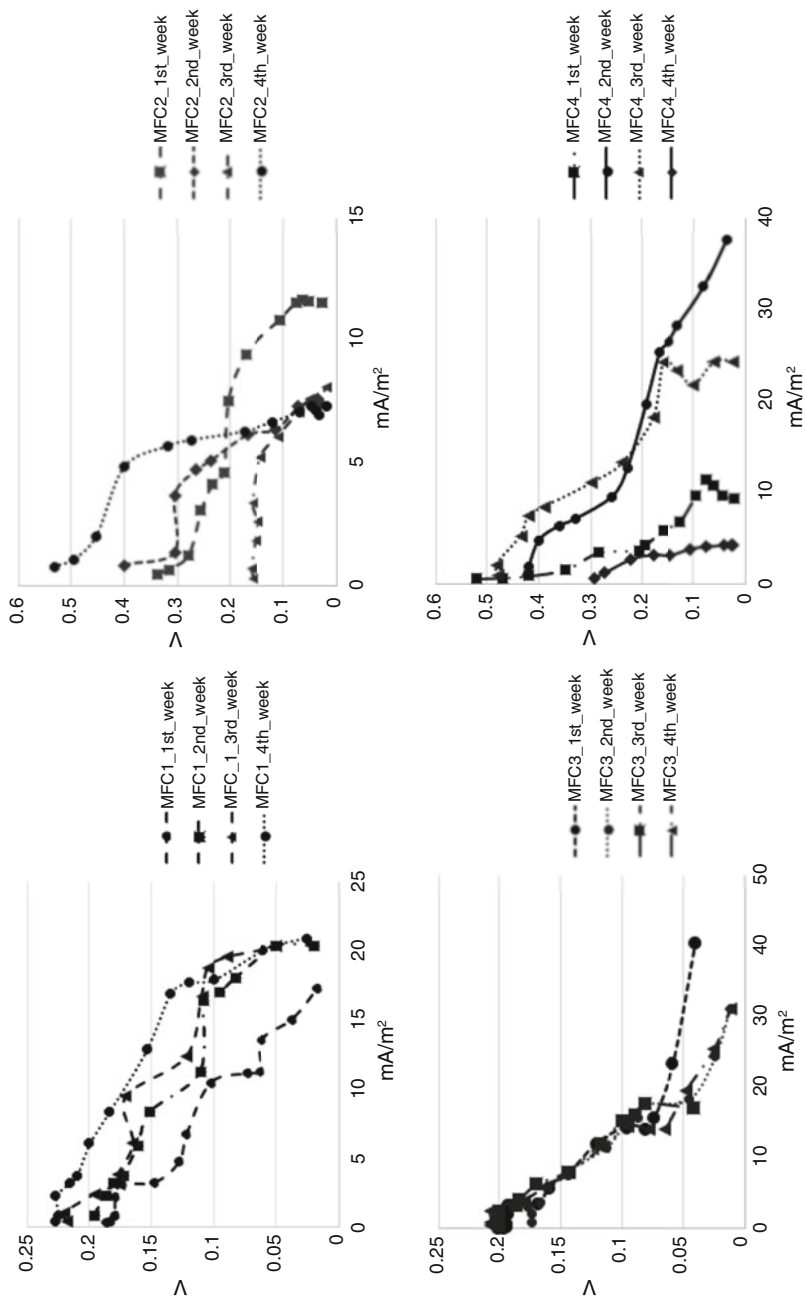 V
0.25
0.2
0.15
0.1
0.05
0
0
5
10
15
20
25
mA/m²
MFC1_1st_week
MFC1_2nd_week
MFC_1_3rd_week
MFC1_4th_week
V
0.6
0.5
0.4
0.3
0.2
0.1
0
0
5
10
15
mA/m²
MFC2_1st_week
MFC2_2nd_week
MFC2_3rd_week
MFC2_4th_week
V
0.25
0.2
0.15
0.1
0.05
0
0
10
20
30
40
50
mA/m²
MFC3_1st_week
MFC3_2nd_week
MFC3_3rd_week
MFC3_4th_week
V
0.6
0.5
0.4
0.3
0.2
0.1
0
0
10
20
30
40
mA/m²
MFC4_1st_week
MFC4_2nd_week
MFC4_3rd_week
MFC4_4th_week